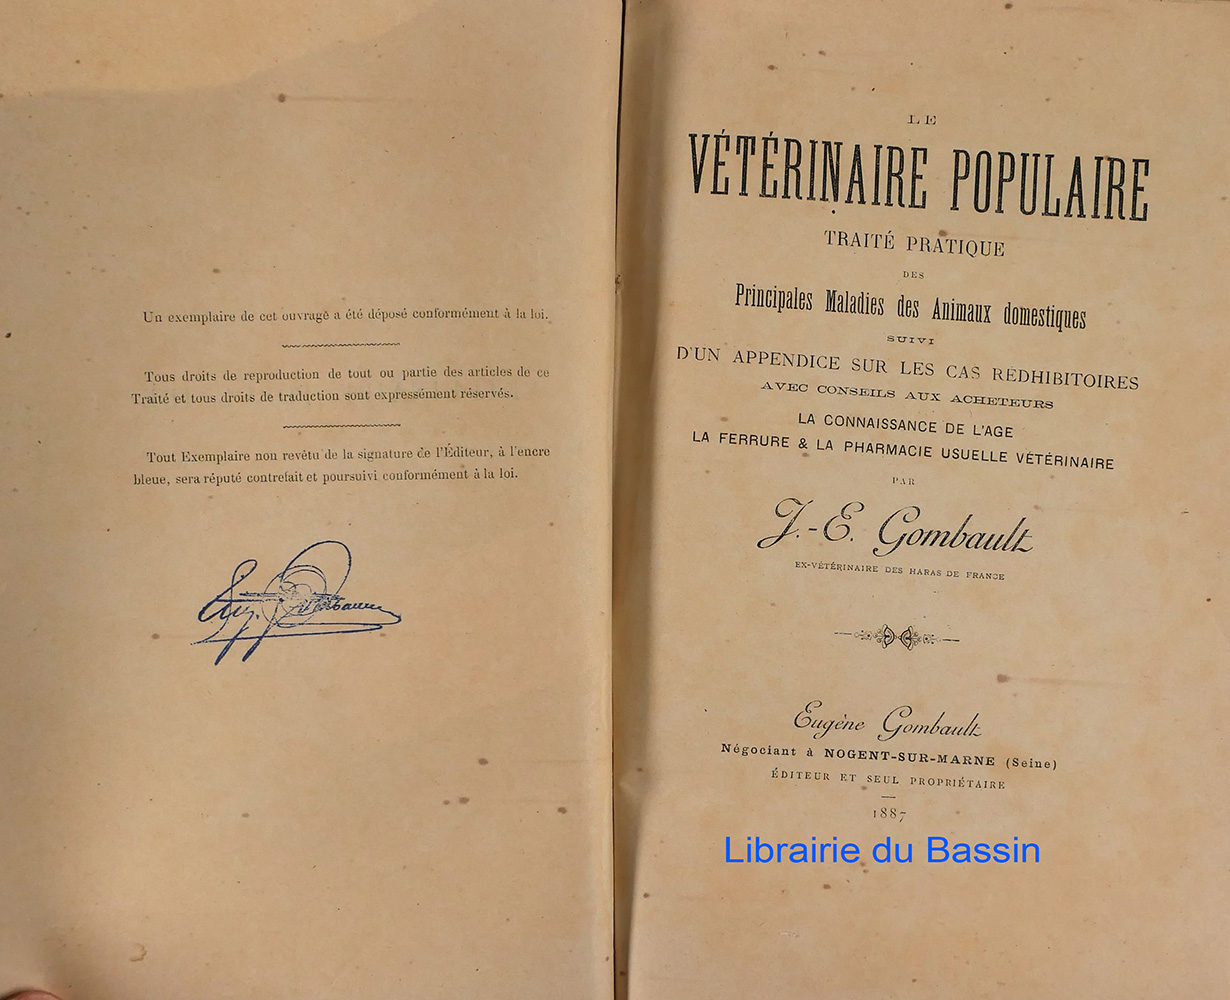 Un exemplaire de cet ouvrage a été déposé conformément à la loi.
Tous droits de reproduction de tout ou partie des articles de ce
Traité et tous droits de traduction sont expressément réservés.
Tout Exemplaire non revêtu de la signature de l'Éditeur, à l'encre
bleue, sera réputé contrefait et poursuivi conformément à la loi.
LE
VÉTÉRINAIRE POPULAIRE
TRAITÉ PRATIQUE
DES
Principales Maladies des Animaux domestiques
SUIVI
D'UN APPENDICE SUR LES CAS RÉDHIBITOIRES
AVEC CONSEILS AUX ACHETEURS
LA CONNAISSANCE DE L'AGE
LA FERRURE & LA PHARMACIE USUELLE VÉTÉRINAIRE
PAR
J.-E. Gombault
EX-VÉTÉRINAIRE DES HARAS DE FRANCE
Eugène Gombault
Négociant à NOGENT-SUR-MARNE (Seine)
ÉDITEUR ET SEUL PROPRIÉTAIRE
1887
Librairie du Bassin